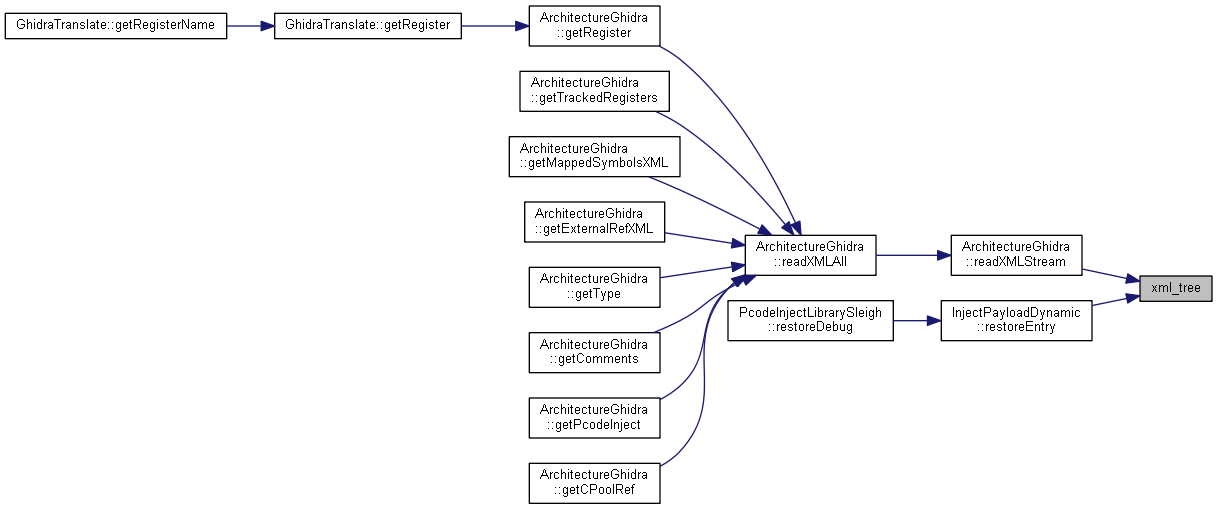 GhidraTranslate::getRegisterName
GhidraTranslate::getRegister
ArchitectureGhidra
::getRegister
ArchitectureGhidra
::getTrackedRegisters
ArchitectureGhidra
::getMappedSymbolsXML
ArchitectureGhidra
::getExternalRefXML
ArchitectureGhidra
::getType
ArchitectureGhidra
::getComments
ArchitectureGhidra
::getPcodeInject
ArchitectureGhidra
::getCPoolRef
ArchitectureGhidra
::readXMLAll
PcodeInjectLibrarySleigh
::restoreDebug
ArchitectureGhidra
::readXMLStream
InjectPayloadDynamic
::restoreEntry
xml_tree